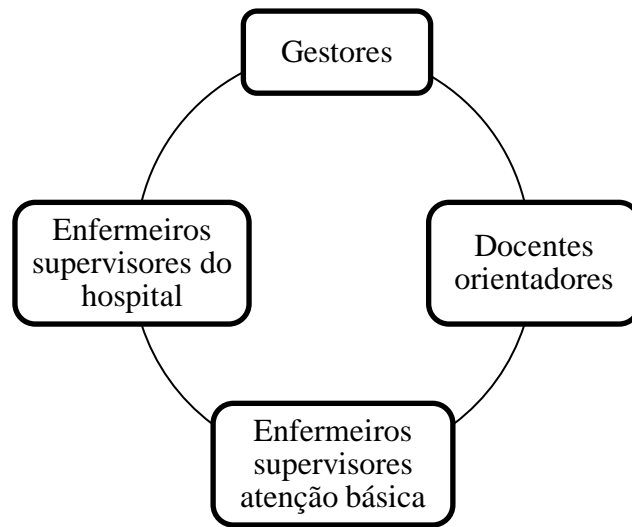 Gestores
Enfermeiros
supervisores do
hospital
Docentes
orientadores
Enfermeiros
supervisores
atenção básica